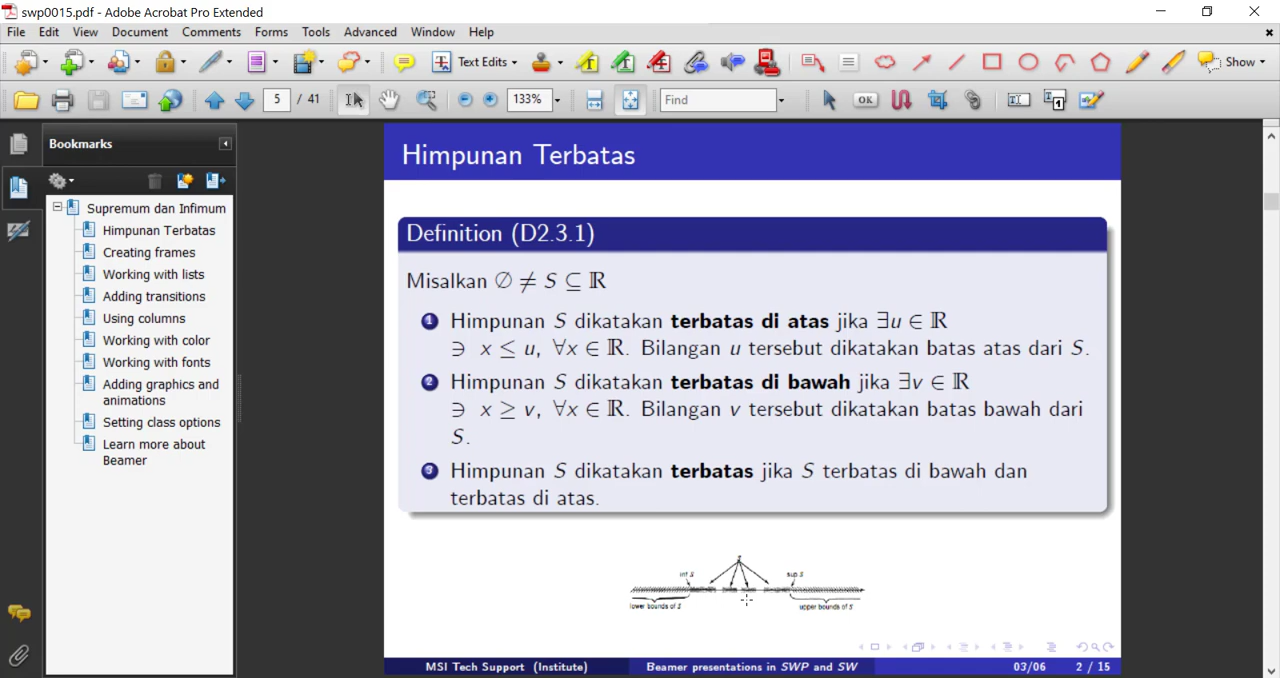 swp0015.pdf - Adobe Acrobat Pro Extended
File Edit View Document Comments Forms Tools Advanced Window Help
Text Edits
Show
5 / 41
133%
Find
OK
Bookmarks
Supremum dan Infimum
Himpunan Terbatas
Creating frames
Working with lists
Adding transitions
Using columns
Working with color
Working with fonts
Adding graphics and
animations
Setting class options
Learn more about
Beamer
Himpunan Terbatas
Definition (D2.3.1)
Misalkan ∅ ≠ S ⊆ ℝ
1 Himpunan S dikatakan terbatas di atas jika ∃u ∈ ℝ
∋ x ≤ u, ∀x ∈ ℝ. Bilangan u tersebut dikatakan batas atas dari S.
2 Himpunan S dikatakan terbatas di bawah jika ∃v ∈ ℝ
∋ x ≥ v, ∀x ∈ ℝ. Bilangan v tersebut dikatakan batas bawah dari
S.
3 Himpunan S dikatakan terbatas jika S terbatas di bawah dan
terbatas di atas.
inf S
sup S
lower bounds of S
upper bounds of S
MSI Tech Support (Institute) Beamer presentations in SWP and SW 03/06 2 / 15